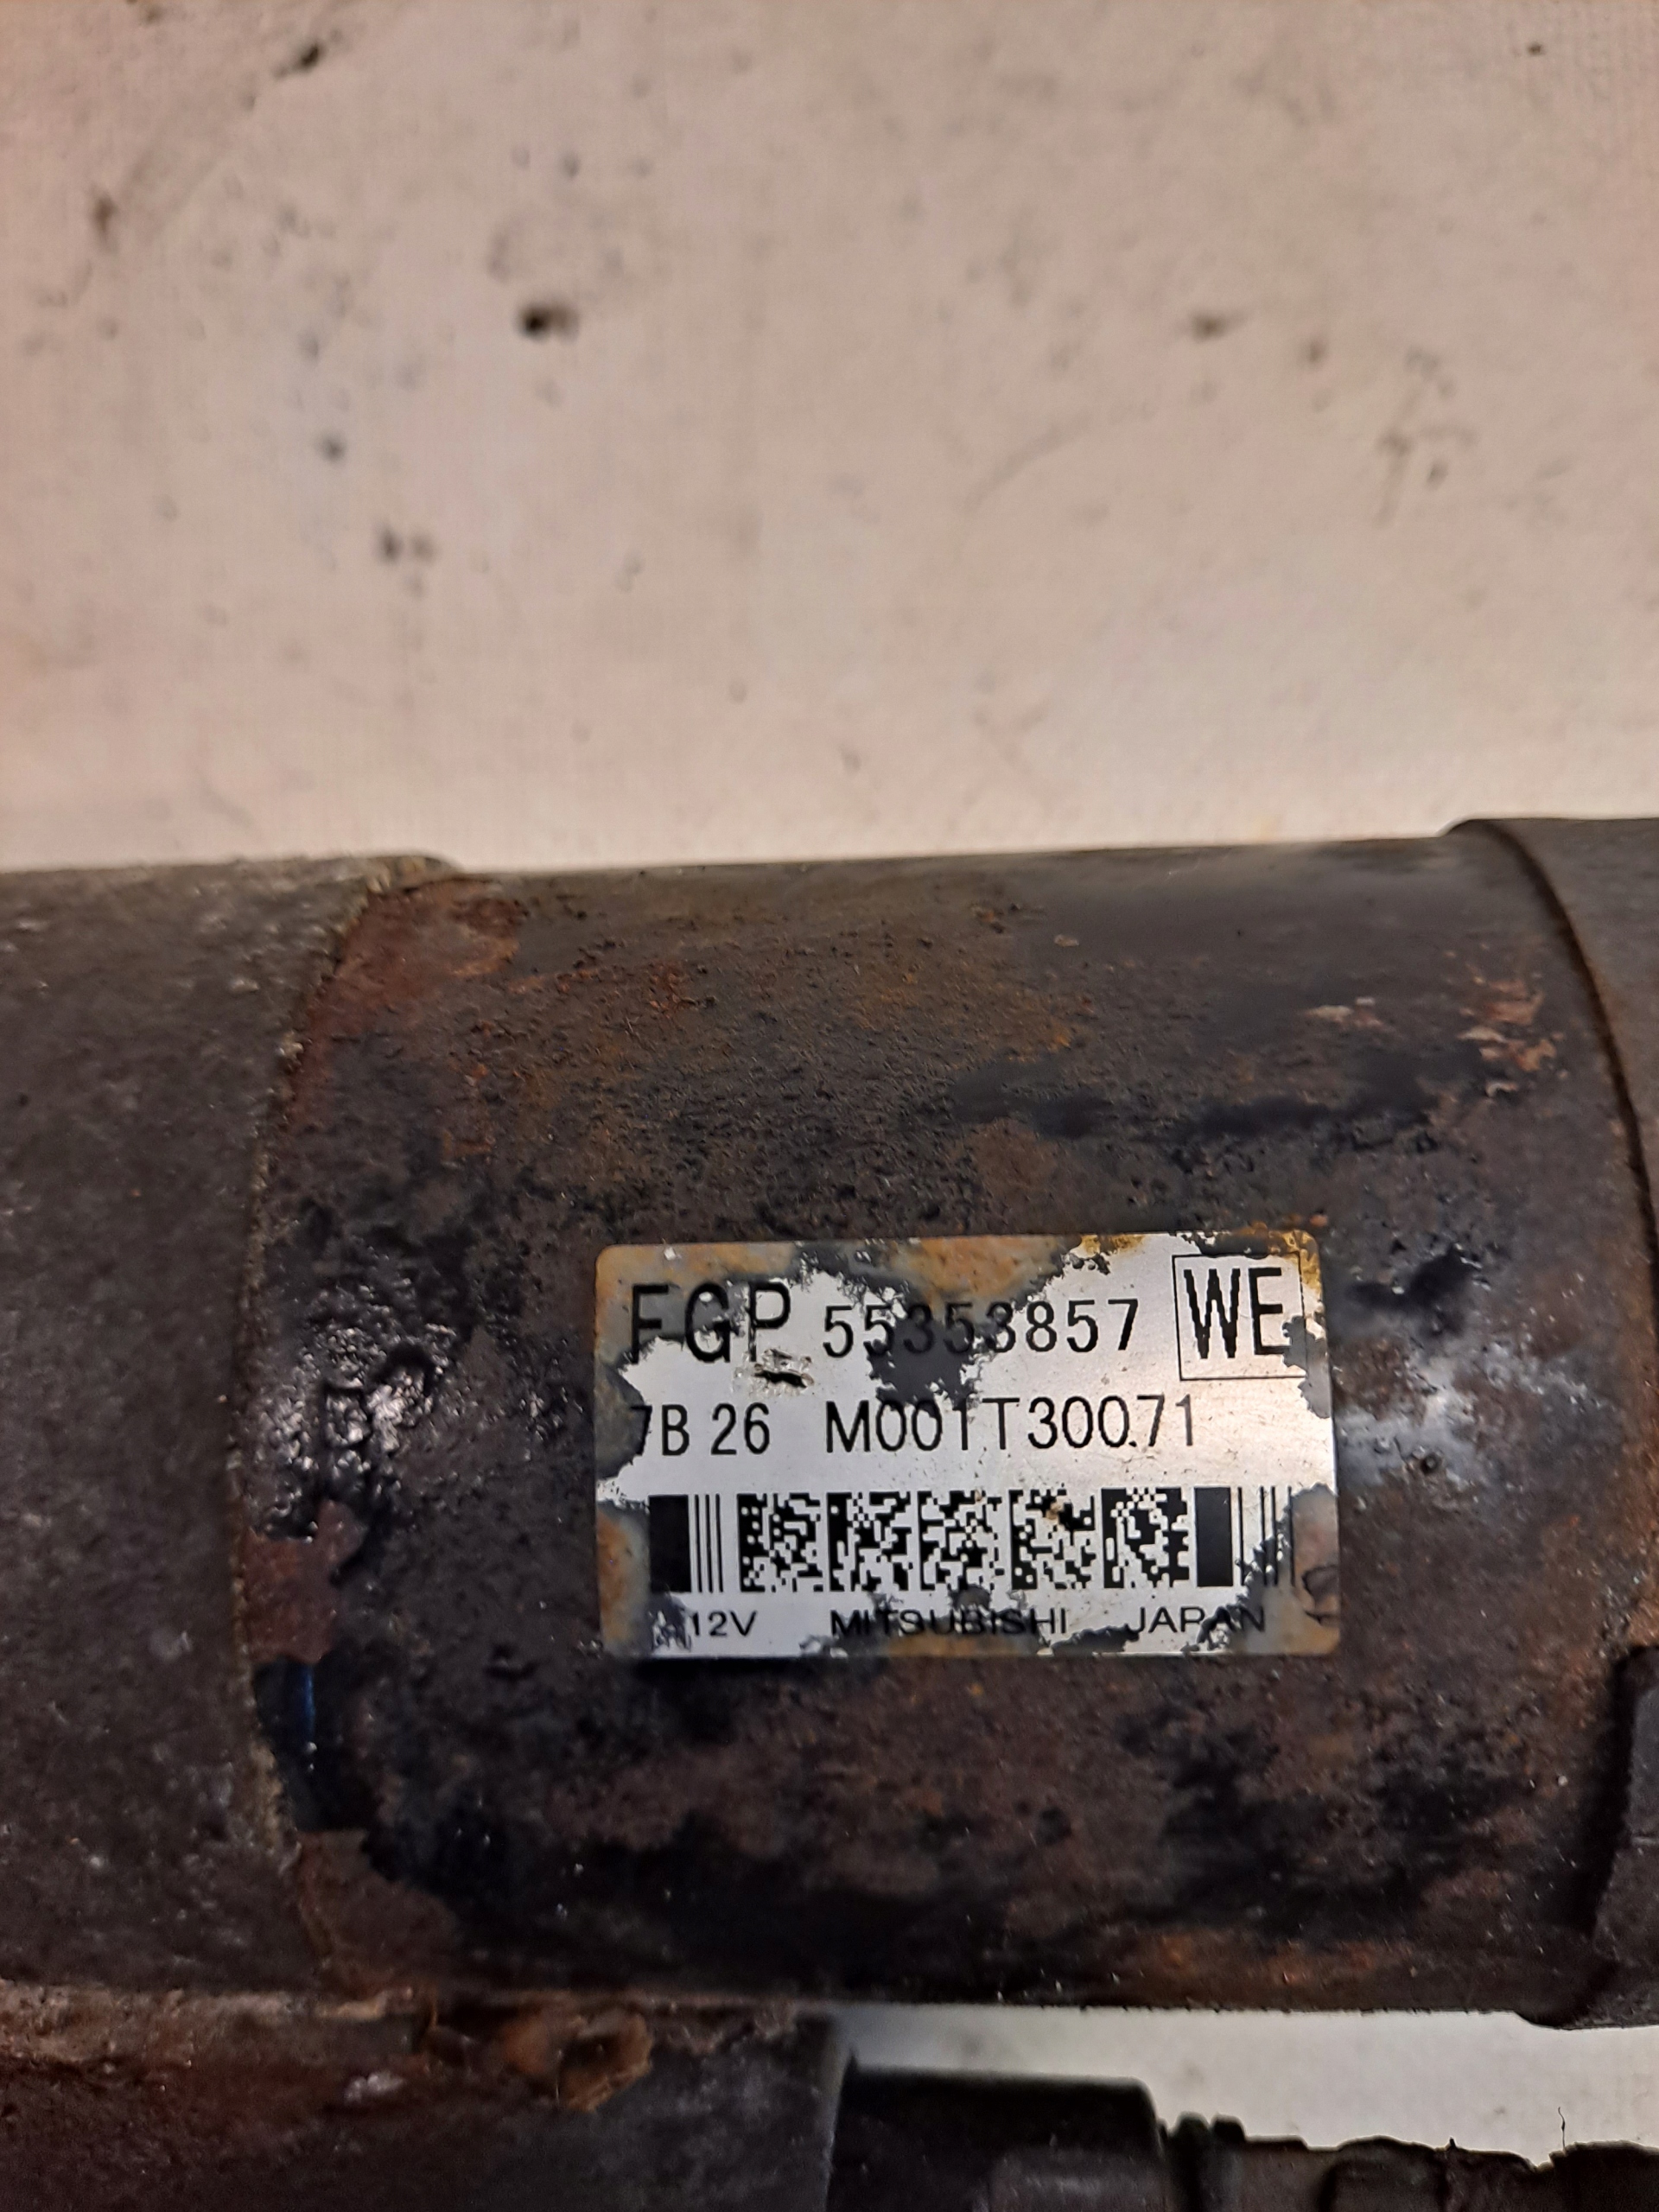 FGP 55353857 WE
7B 26 M001T30071
12V MITSUBISHI JAPAN